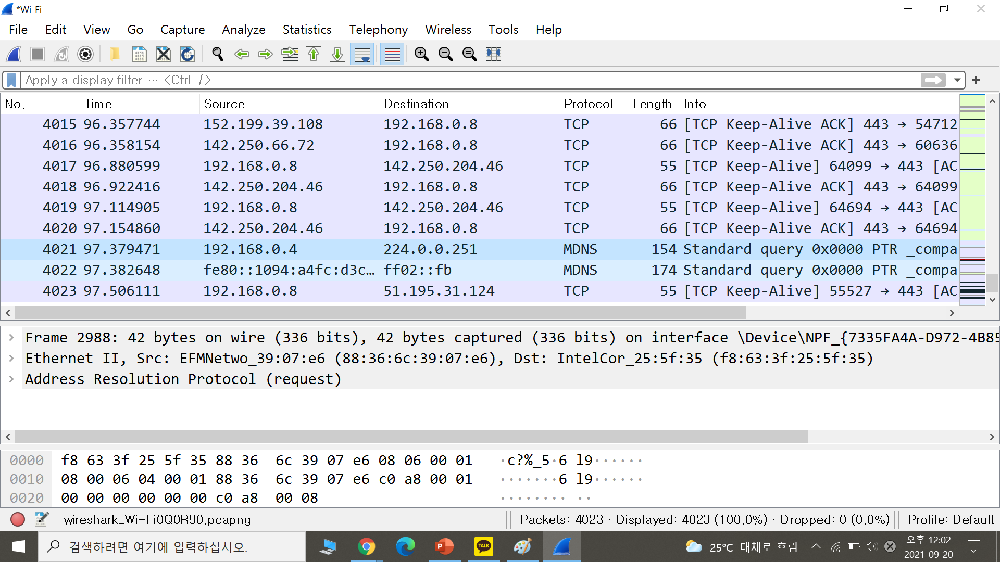 *Wi-Fi
File Edit View Go Capture Analyze Statistics Telephony Wireless Tools Help
Apply a display filter ··· <Ctrl-/>
No. Time Source Destination Protocol Length Info
4015 96.357744 152.199.39.108 192.168.0.8 TCP 66 [TCP Keep-Alive ACK] 443 → 54712
4016 96.358154 142.250.66.72 192.168.0.8 TCP 66 [TCP Keep-Alive ACK] 443 → 60636
4017 96.880599 192.168.0.8 142.250.204.46 TCP 55 [TCP Keep-Alive] 64099 → 443 [AC
4018 96.922416 142.250.204.46 192.168.0.8 TCP 66 [TCP Keep-Alive ACK] 443 → 64099
4019 97.114905 192.168.0.8 142.250.204.46 TCP 55 [TCP Keep-Alive] 64694 → 443 [AC
4020 97.154860 142.250.204.46 192.168.0.8 TCP 66 [TCP Keep-Alive ACK] 443 → 64694
4021 97.379471 192.168.0.4 224.0.0.251 MDNS 154 Standard query 0x0000 PTR _compa
4022 97.382648 fe80::1094:a4fc:d3c… ff02::fb MDNS 174 Standard query 0x0000 PTR _compa
4023 97.506111 192.168.0.8 51.195.31.124 TCP 55 [TCP Keep-Alive] 55527 → 443 [AC
Frame 2988: 42 bytes on wire (336 bits), 42 bytes captured (336 bits) on interface \Device\NPF_{7335FA4A-D972-4B85
Ethernet II, Src: EFMNetwo_39:07:e6 (88:36:6c:39:07:e6), Dst: IntelCor_25:5f:35 (f8:63:3f:25:5f:35)
Address Resolution Protocol (request)
0000 f8 63 3f 25 5f 35 88 36 6c 39 07 e6 08 06 00 01 ·c?%_5·6 l9······
0010 08 00 06 04 00 01 88 36 6c 39 07 e6 c0 a8 00 01 ·······6 l9······
0020 00 00 00 00 00 00 c0 a8 00 08 ········ ··
wireshark_Wi-Fi0Q0R90.pcapng Packets: 4023 · Displayed: 4023 (100.0%) · Dropped: 0 (0.0%) Profile: Default
검색하려면 여기에 입력하십시오.
P
TALK
25°C 대체로 흐림
오후 12:02
2021-09-20